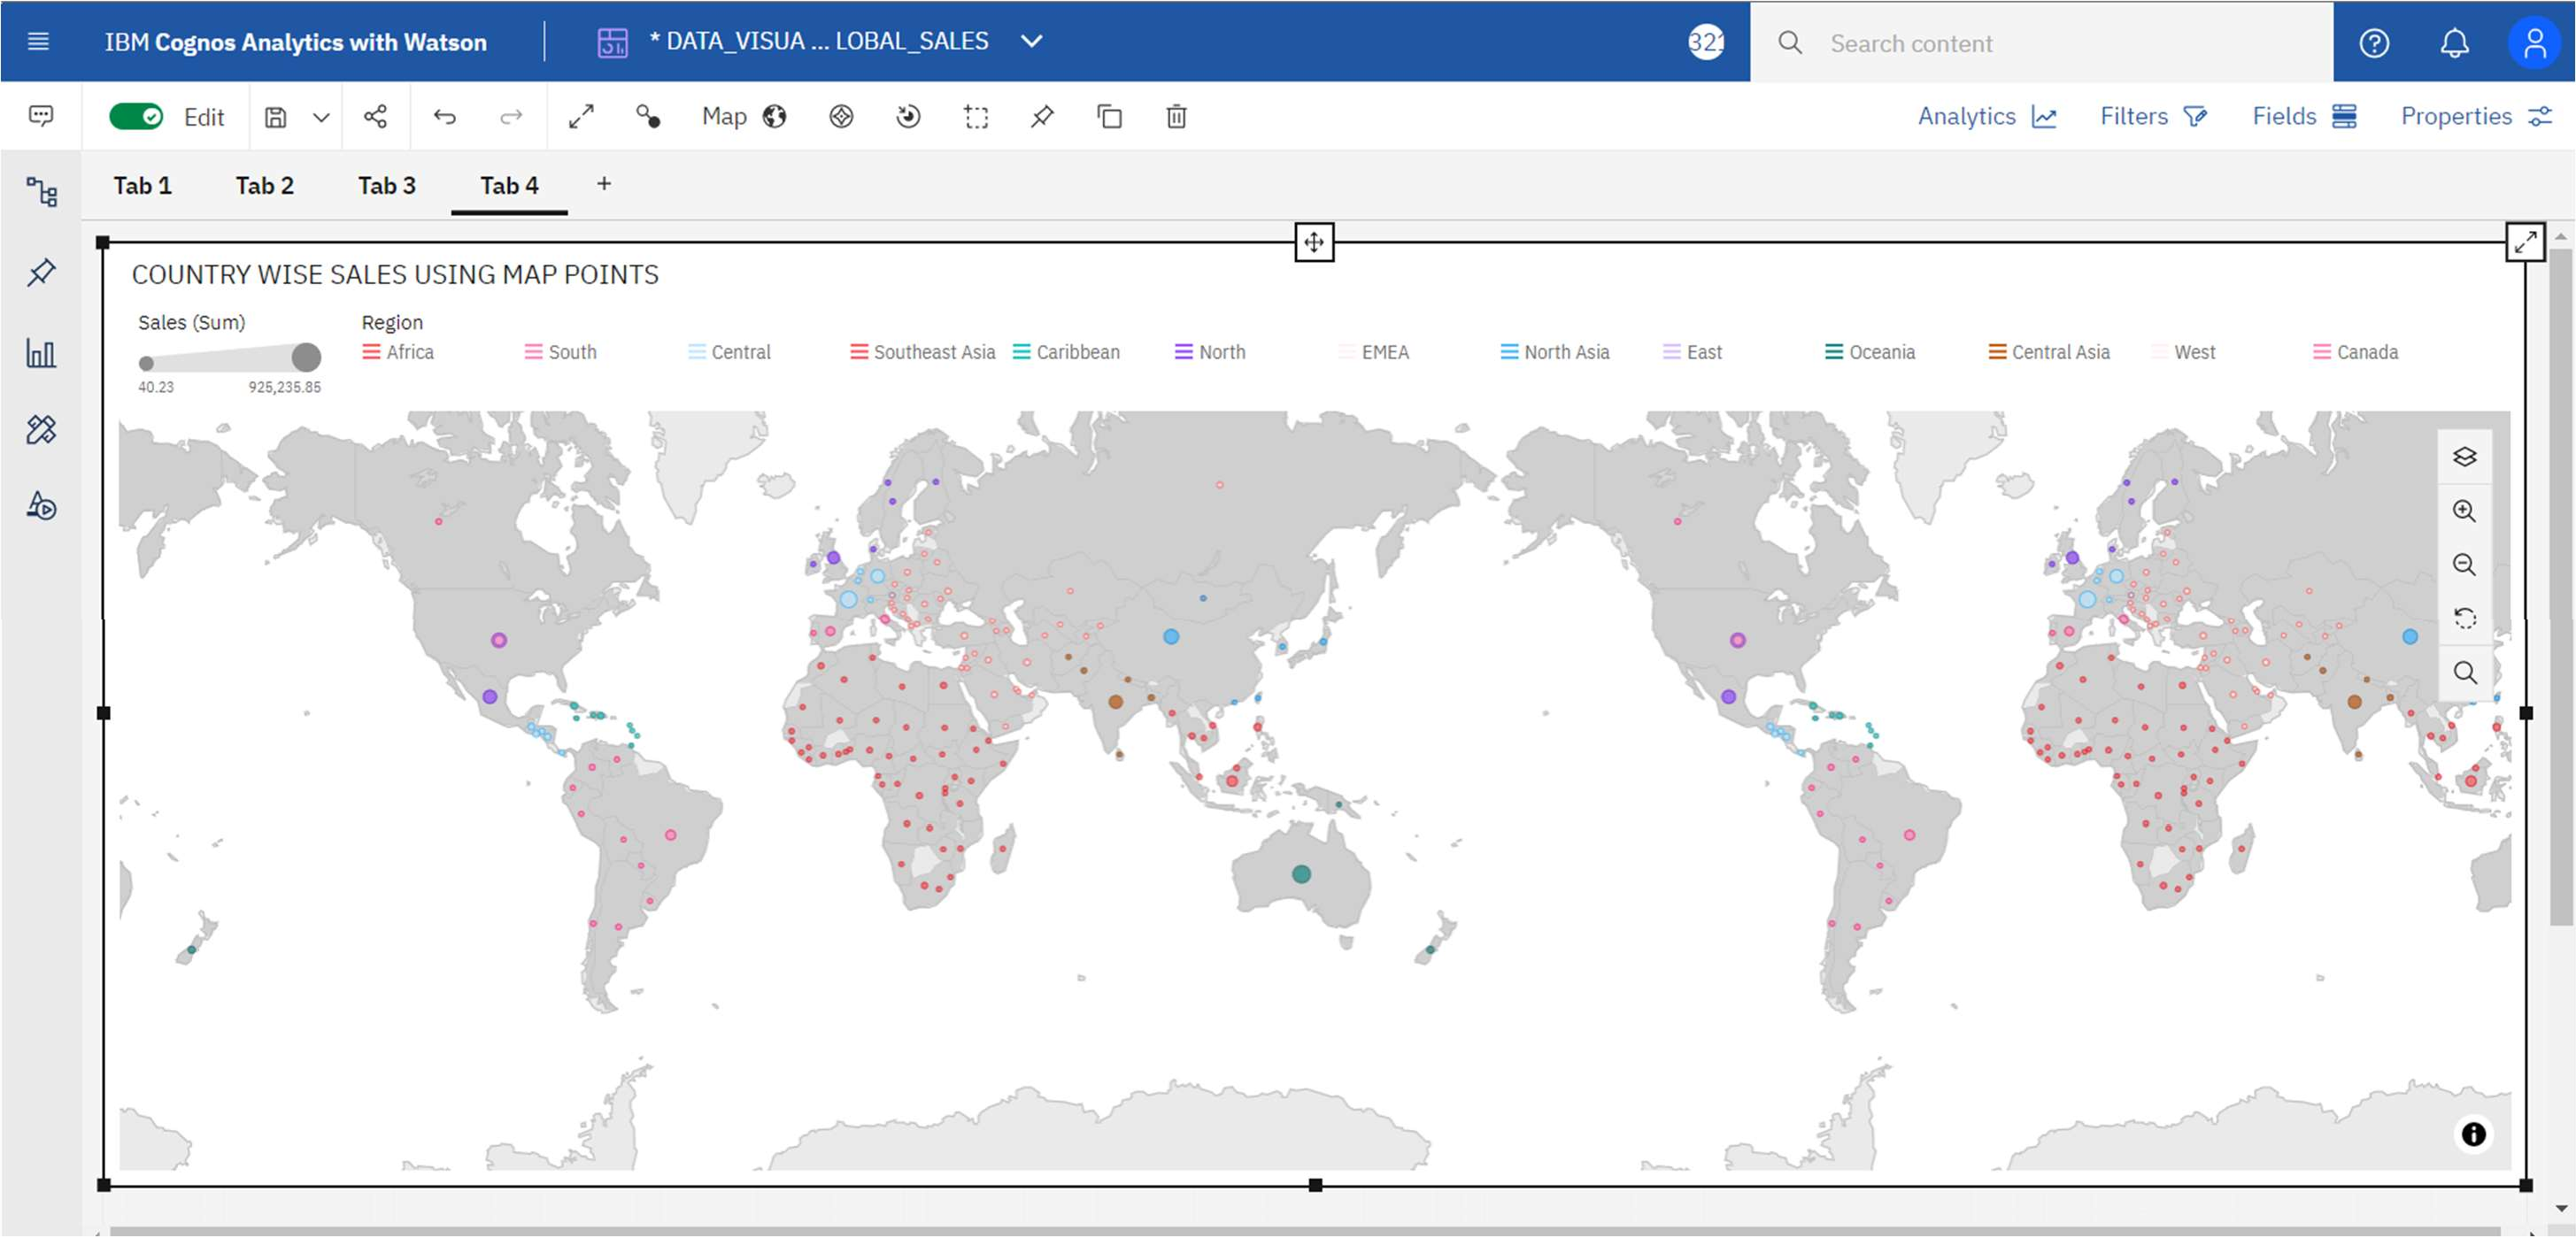 IBM Cognos Analytics with Watson
* DATA_VISUA ... LOBAL_SALES
Search content
Edit
Map
Analytics
Filters
Fields
Properties
Tab 1
Tab 2
Tab 3
Tab 4
+
COUNTRY WISE SALES USING MAP POINTS
Sales (Sum)
40.23
925,235.85
Region
Africa
South
Central
Southeast Asia
Caribbean
North
EMEA
North Asia
East
Oceania
Central Asia
West
Canada